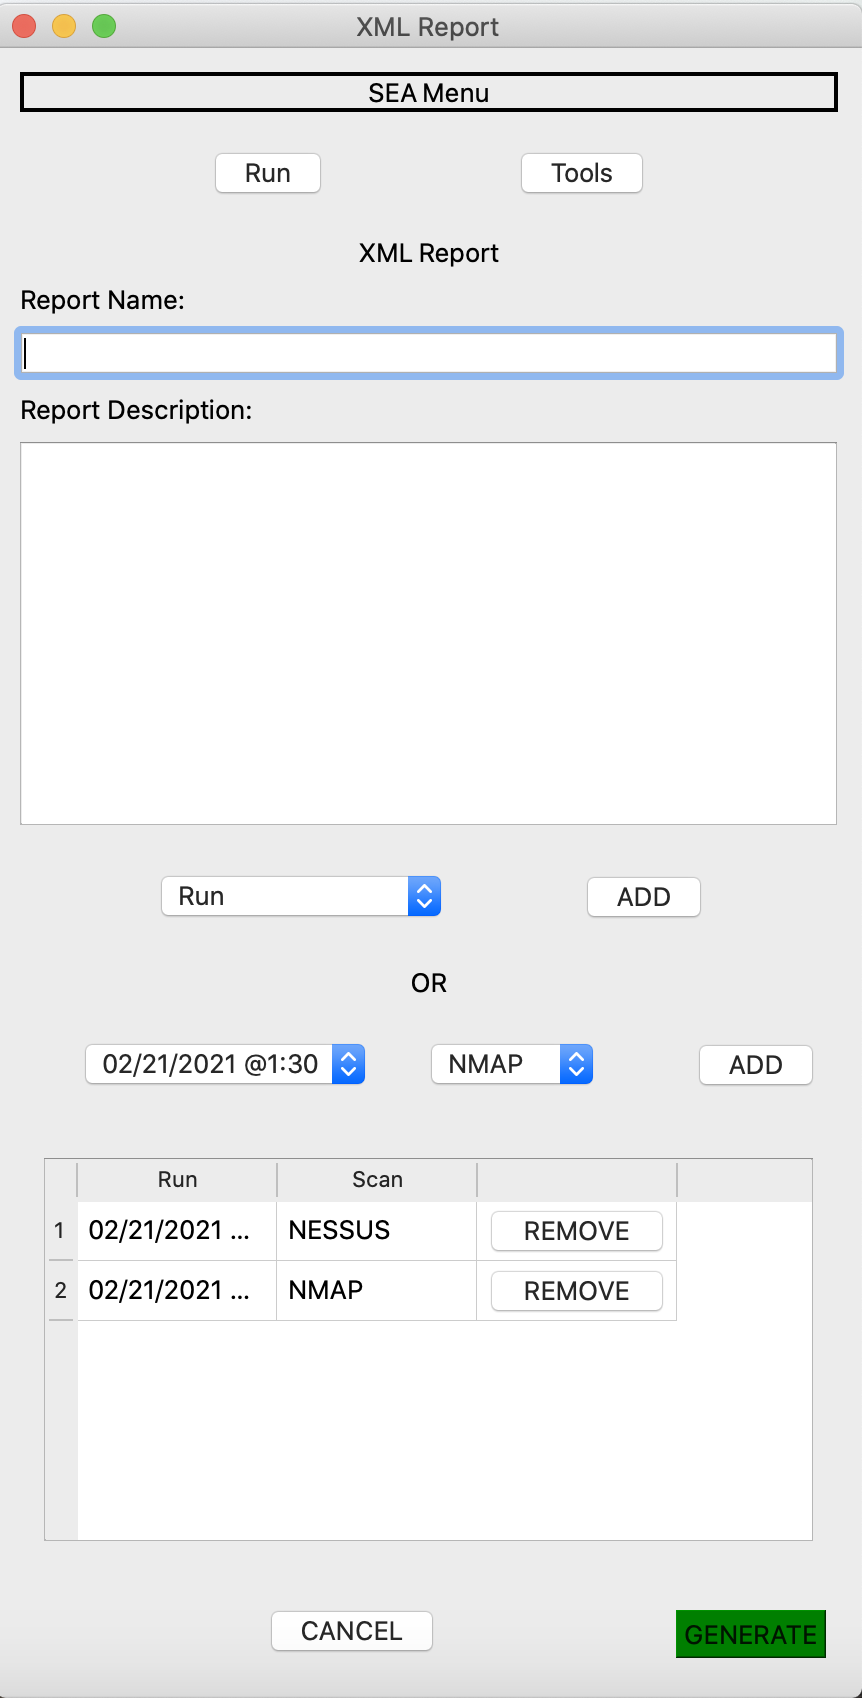 XML Report
SEA Menu
Run Tools
XML Report
Report Name:
Report Description:
Run ADD
OR
02/21/2021 @1:30 NMAP ADD
Run Scan
1 02/21/2021 ... NESSUS REMOVE
2 02/21/2021 ... NMAP REMOVE
CANCEL GENERATE